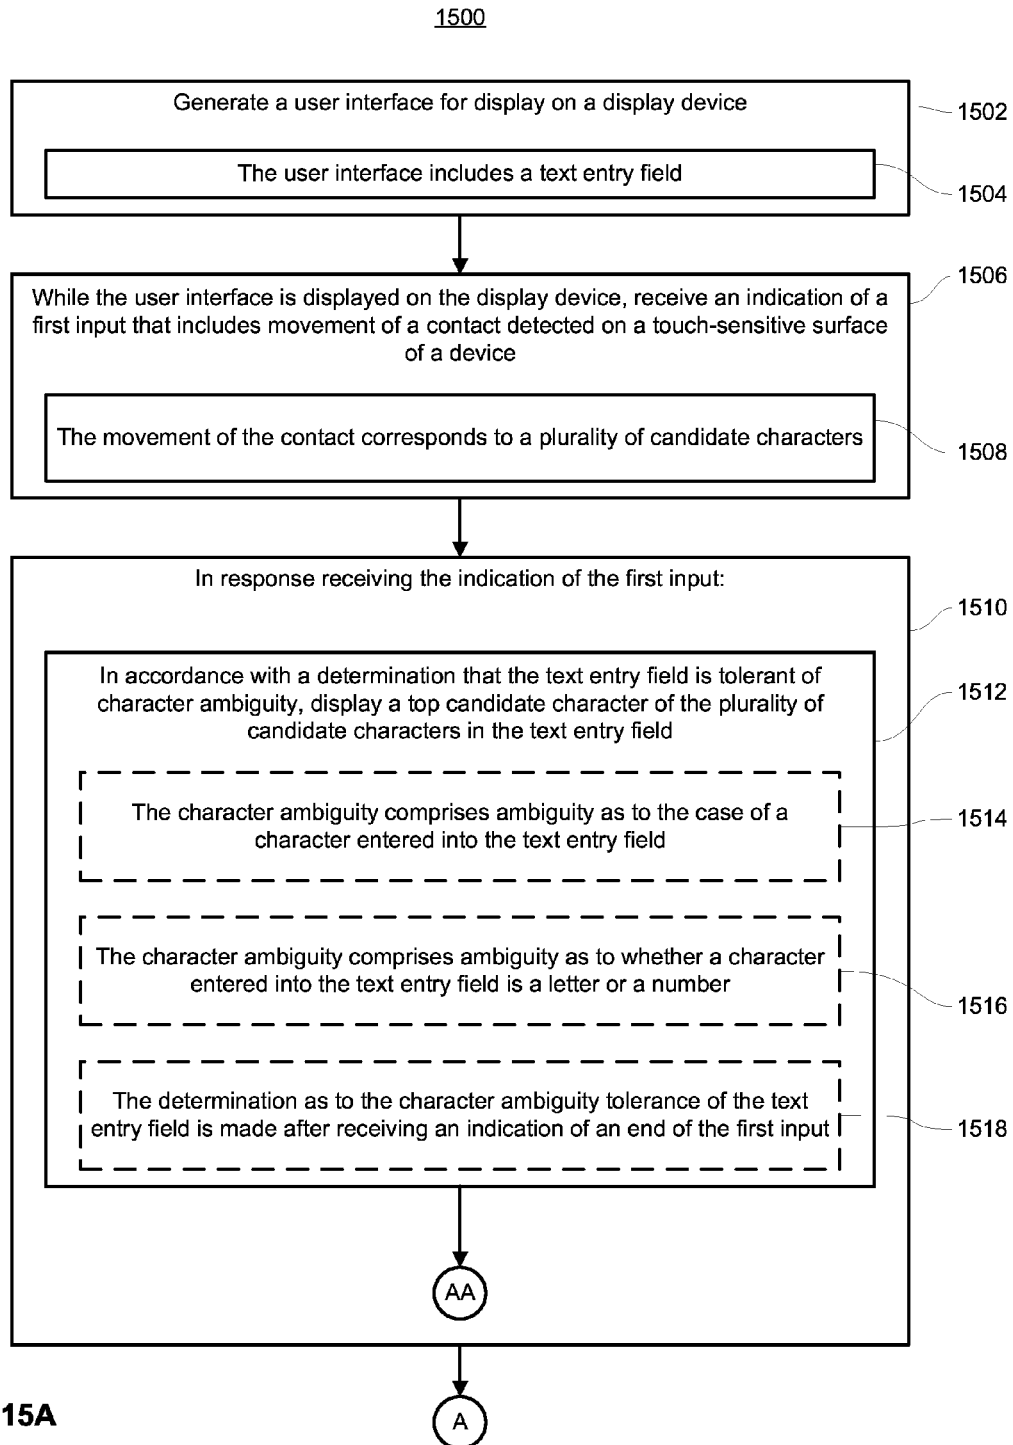 1500
Generate a user interface for display on a display device
1502
The user interface includes a text entry field
1504
While the user interface is displayed on the display device, receive an indication of a
first input that includes movement of a contact detected on a touch-sensitive surface
of a device
1506
The movement of the contact corresponds to a plurality of candidate characters
1508
In response receiving the indication of the first input:
1510
In accordance with a determination that the text entry field is tolerant of
character ambiguity, display a top candidate character of the plurality of
candidate characters in the text entry field
1512
The character ambiguity comprises ambiguity as to the case of a
character entered into the text entry field
1514
The character ambiguity comprises ambiguity as to whether a character
entered into the text entry field is a letter or a number
1516
The determination as to the character ambiguity tolerance of the text
entry field is made after receiving an indication of an end of the first input
1518
AA
A
15A